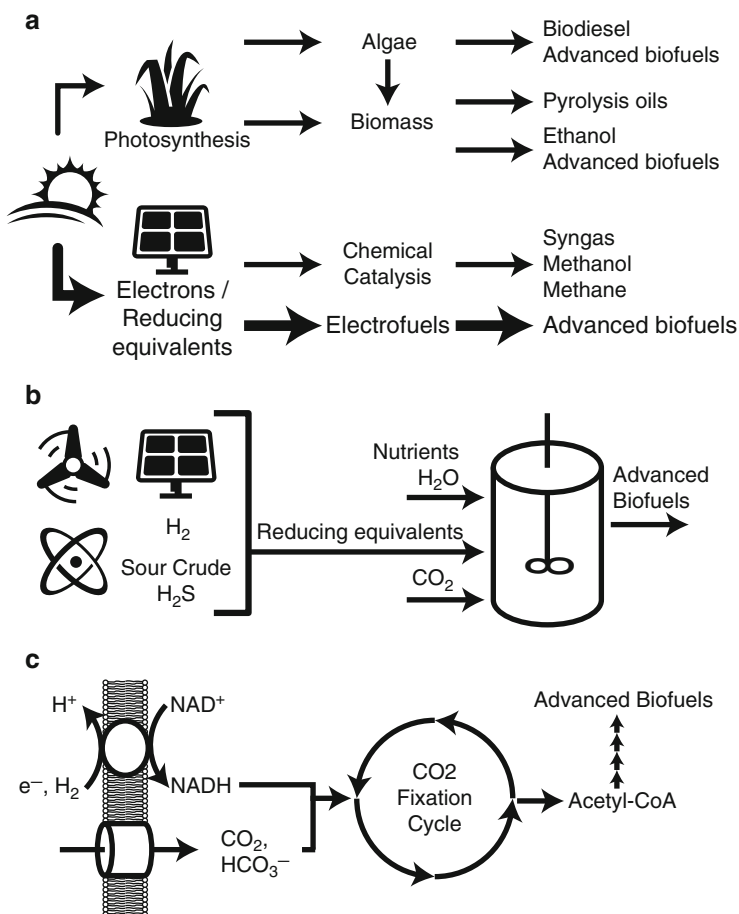 a
Algae
Biodiesel
Advanced biofuels
Photosynthesis
Biomass
Pyrolysis oils
Ethanol
Advanced biofuels
Electrons /
Reducing
equivalents
Chemical
Catalysis
Syngas
Methanol
Methane
Electrofuels
Advanced biofuels
b
H₂
Sour Crude
H₂S
Reducing equivalents
Nutrients
H₂O
CO₂
Advanced
Biofuels
c
H⁺
NAD⁺
e⁻, H₂
NADH
CO₂,
HCO₃⁻
CO2
Fixation
Cycle
Advanced Biofuels
Acetyl-CoA